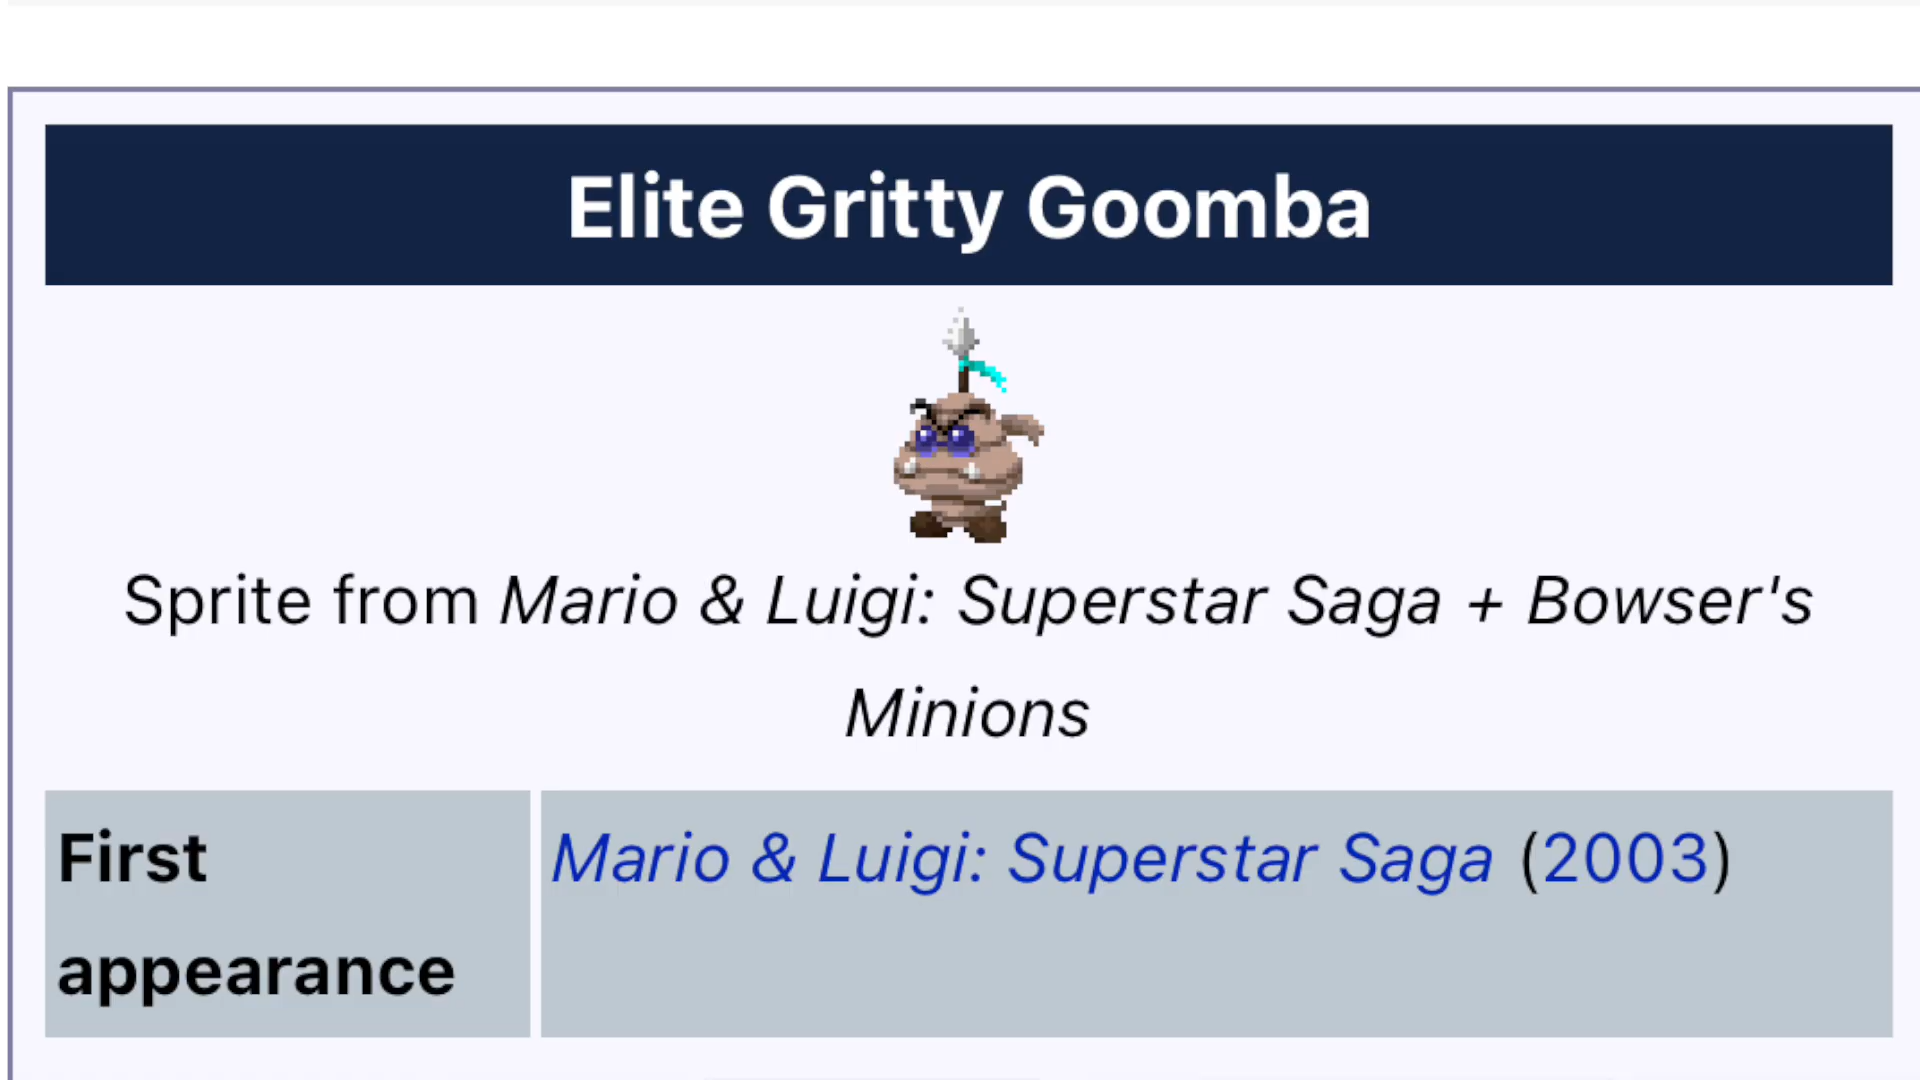 Elite Gritty Goomba
Sprite from Mario & Luigi: Superstar Saga + Bowser's
Minions
First
appearance
Mario & Luigi: Superstar Saga (2003)